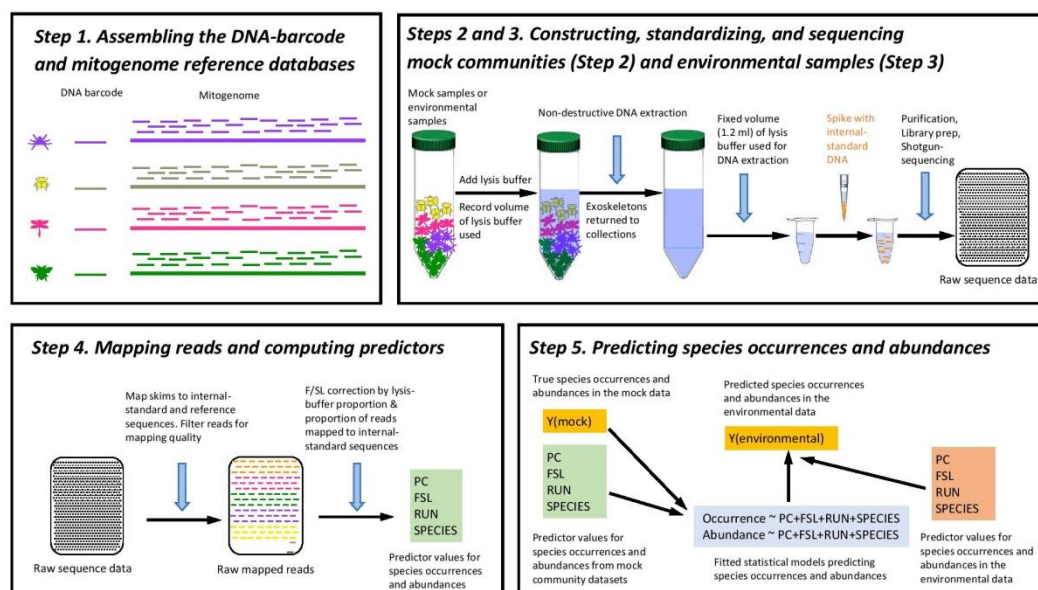 Step 1. Assembling the DNA-barcode
and mitogenome reference databases
DNA barcode
Mitogenome
Steps 2 and 3. Constructing, standardizing, and sequencing
mock communities (Step 2) and environmental samples (Step 3)
Mock samples or
environmental
samples
Add lysis buffer
Record volume
of lysis buffer
used
Non-destructive DNA extraction
Exoskeletons
returned to
collections
Fixed volume
(1.2 ml) of lysis
buffer used for
DNA extraction
Spike with
internal-
standard
DNA
Purification,
Library prep,
Shotgun-
sequencing
Raw sequence data
Step 4. Mapping reads and computing predictors
Map skims to internal-
standard and reference
sequences. Filter reads for
mapping quality
F/SL correction by lysis-
buffer proportion &
proportion of reads
mapped to internal-
standard sequences
PC
FSL
RUN
SPECIES
Raw sequence data
Raw mapped reads
Predictor values for
species occurrences
and abundances
Step 5. Predicting species occurrences and abundances
True species occurrences and
abundances in the mock data
Y(mock)
PC
FSL
RUN
SPECIES
Predictor values for
species occurrences and
abundances from mock
community datasets
Predicted species occurrences
and abundances in the
environmental data
Y(environmental)
Occurrence ~ PC+FSL+RUN+SPECIES
Abundance ~ PC+FSL+RUN+SPECIES
Fitted statistical models predicting
species occurrences and abundances
PC
FSL
RUN
SPECIES
Predictor values for
species occurrences and
abundances in the
environmental data